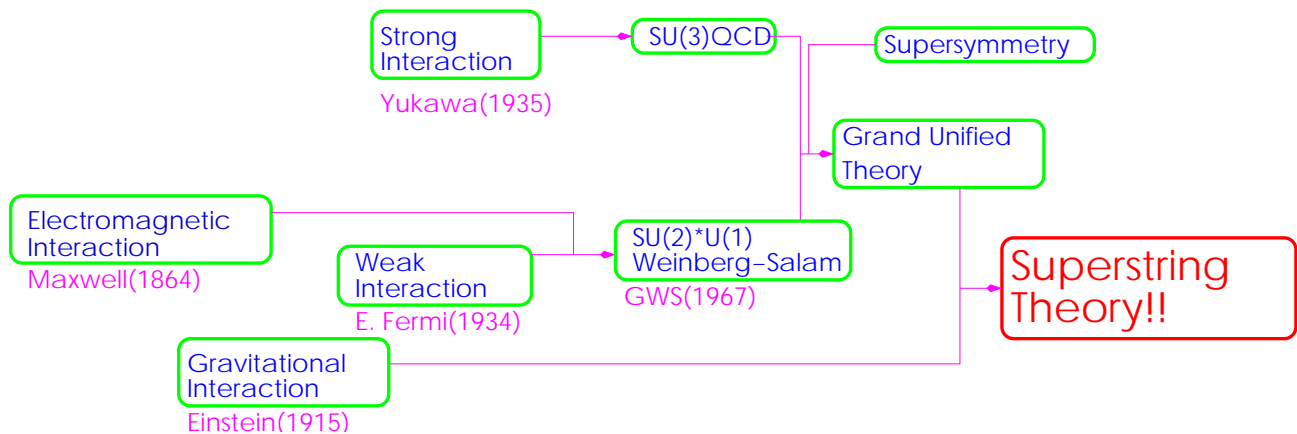 Strong
Interaction
Yukawa(1935)
SU(3)QCD
Supersymmetry
Grand Unified
Theory
Electromagnetic
Interaction
Maxwell(1864)
Weak
Interaction
E. Fermi(1934)
SU(2)*U(1)
Weinberg-Salam
GWS(1967)
Superstring
Theory!!
Gravitational
Interaction
Einstein(1915)